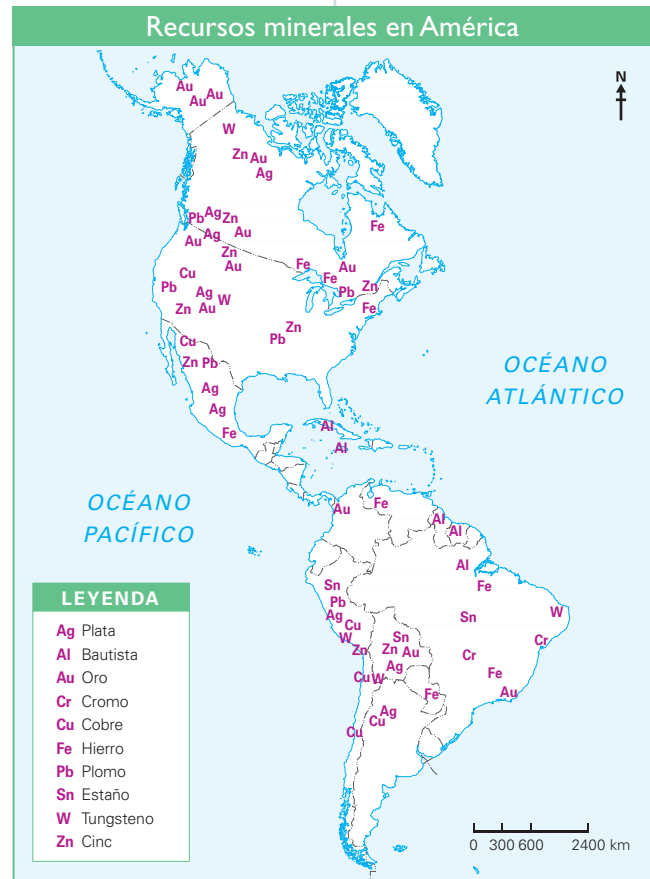 Recursos minerales en América
N
Au
Au Au
W
Zn Au
Ag
Pb Ag Zn
Fe
Au Ag Au
Zn
Au
Fe
Au
Cu
Fe
Pb
Ag
W
Pb
Zn
Zn Au
Fe
Zn
Pb
Cu
Zn Pb
Ag
Ag
Fe
Al
Al
OCÉANO
ATLÁNTICO
OCÉANO
PACÍFICO
Au
Fe
Al
Al
Al
Sn
Fe
Pb
Ag
Cu
Sn
W
W
Sn
Cr
Zn
Zn Au
Cr
Ag
Cu W
Fe
Fe
Au
Ag
Cu
Cu
LEYENDA
Ag Plata
Al Bautista
Au Oro
Cr Cromo
Cu Cobre
Fe Hierro
Pb Plomo
Sn Estaño
W Tungsteno
Zn Cinc
0 300 600 2400 km